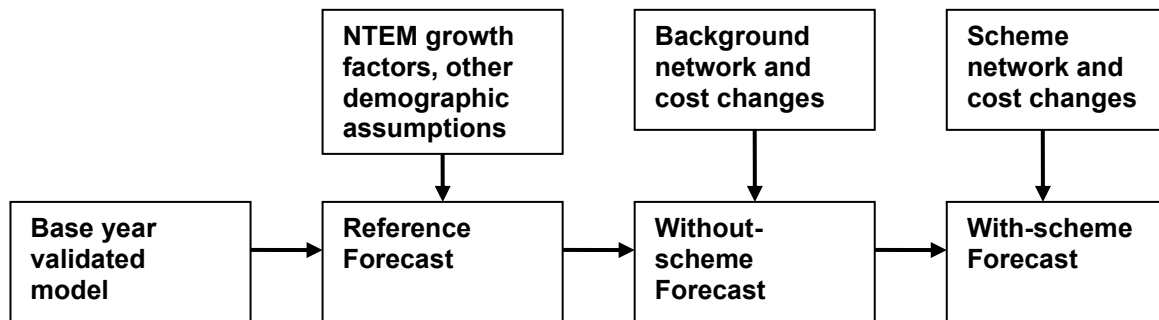 NTEM growth
factors, other
demographic
assumptions
Background
network and
cost changes
Scheme
network and
cost changes
Base year
validated
model
Reference
Forecast
Without-
scheme
Forecast
With-scheme
Forecast